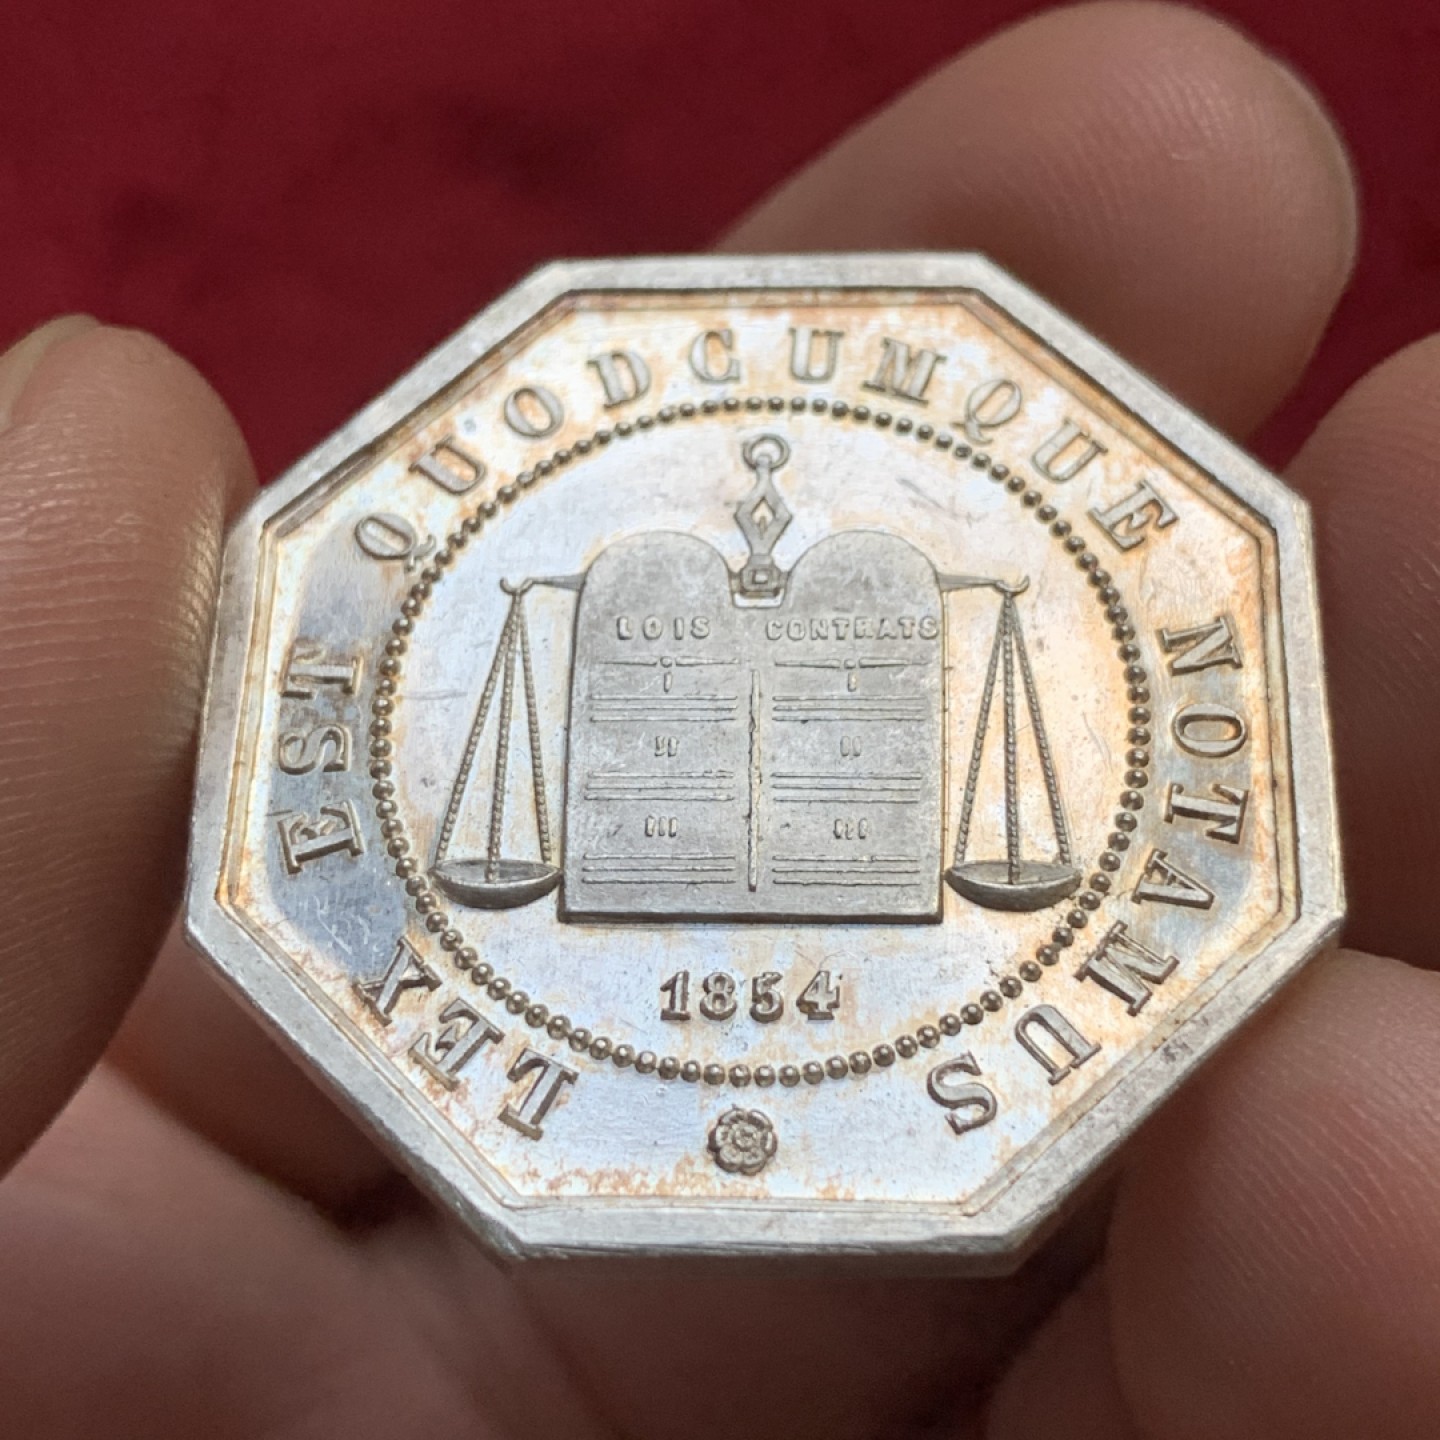 LEX EST QUODCUMQUE NOTAMUS
LOIS CONTRATS
I I
II II
III III
1854